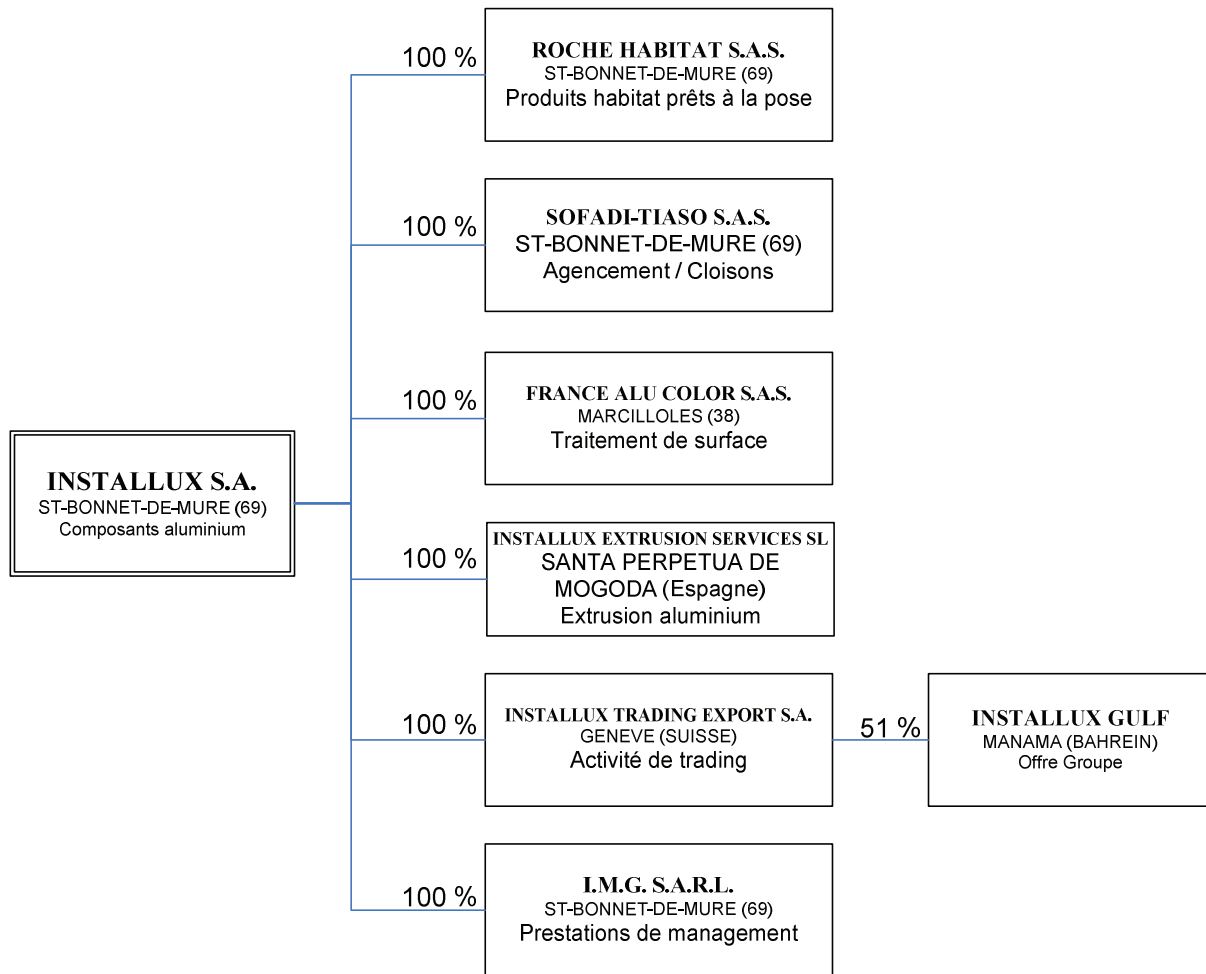 100 %
ROCHE HABITAT S.A.S.
ST-BONNET-DE-MURE (69)
Produits habitat prêts à la pose
100 %
SOFADI-TIASO S.A.S.
ST-BONNET-DE-MURE (69)
Agencement / Cloisons
100 %
FRANCE ALU COLOR S.A.S.
MARCILLOLES (38)
Traitement de surface
INSTALLUX S.A.
ST-BONNET-DE-MURE (69)
Composants aluminium
100 %
INSTALLUX EXTRUSION SERVICES SL
SANTA PERPETUA DE
MOGODA (Espagne)
Extrusion aluminium
100 %
INSTALLUX TRADING EXPORT S.A.
GENEVE (SUISSE)
Activité de trading
51 %
INSTALLUX GULF
MANAMA (BAHREIN)
Offre Groupe
100 %
I.M.G. S.A.R.L.
ST-BONNET-DE-MURE (69)
Prestations de management